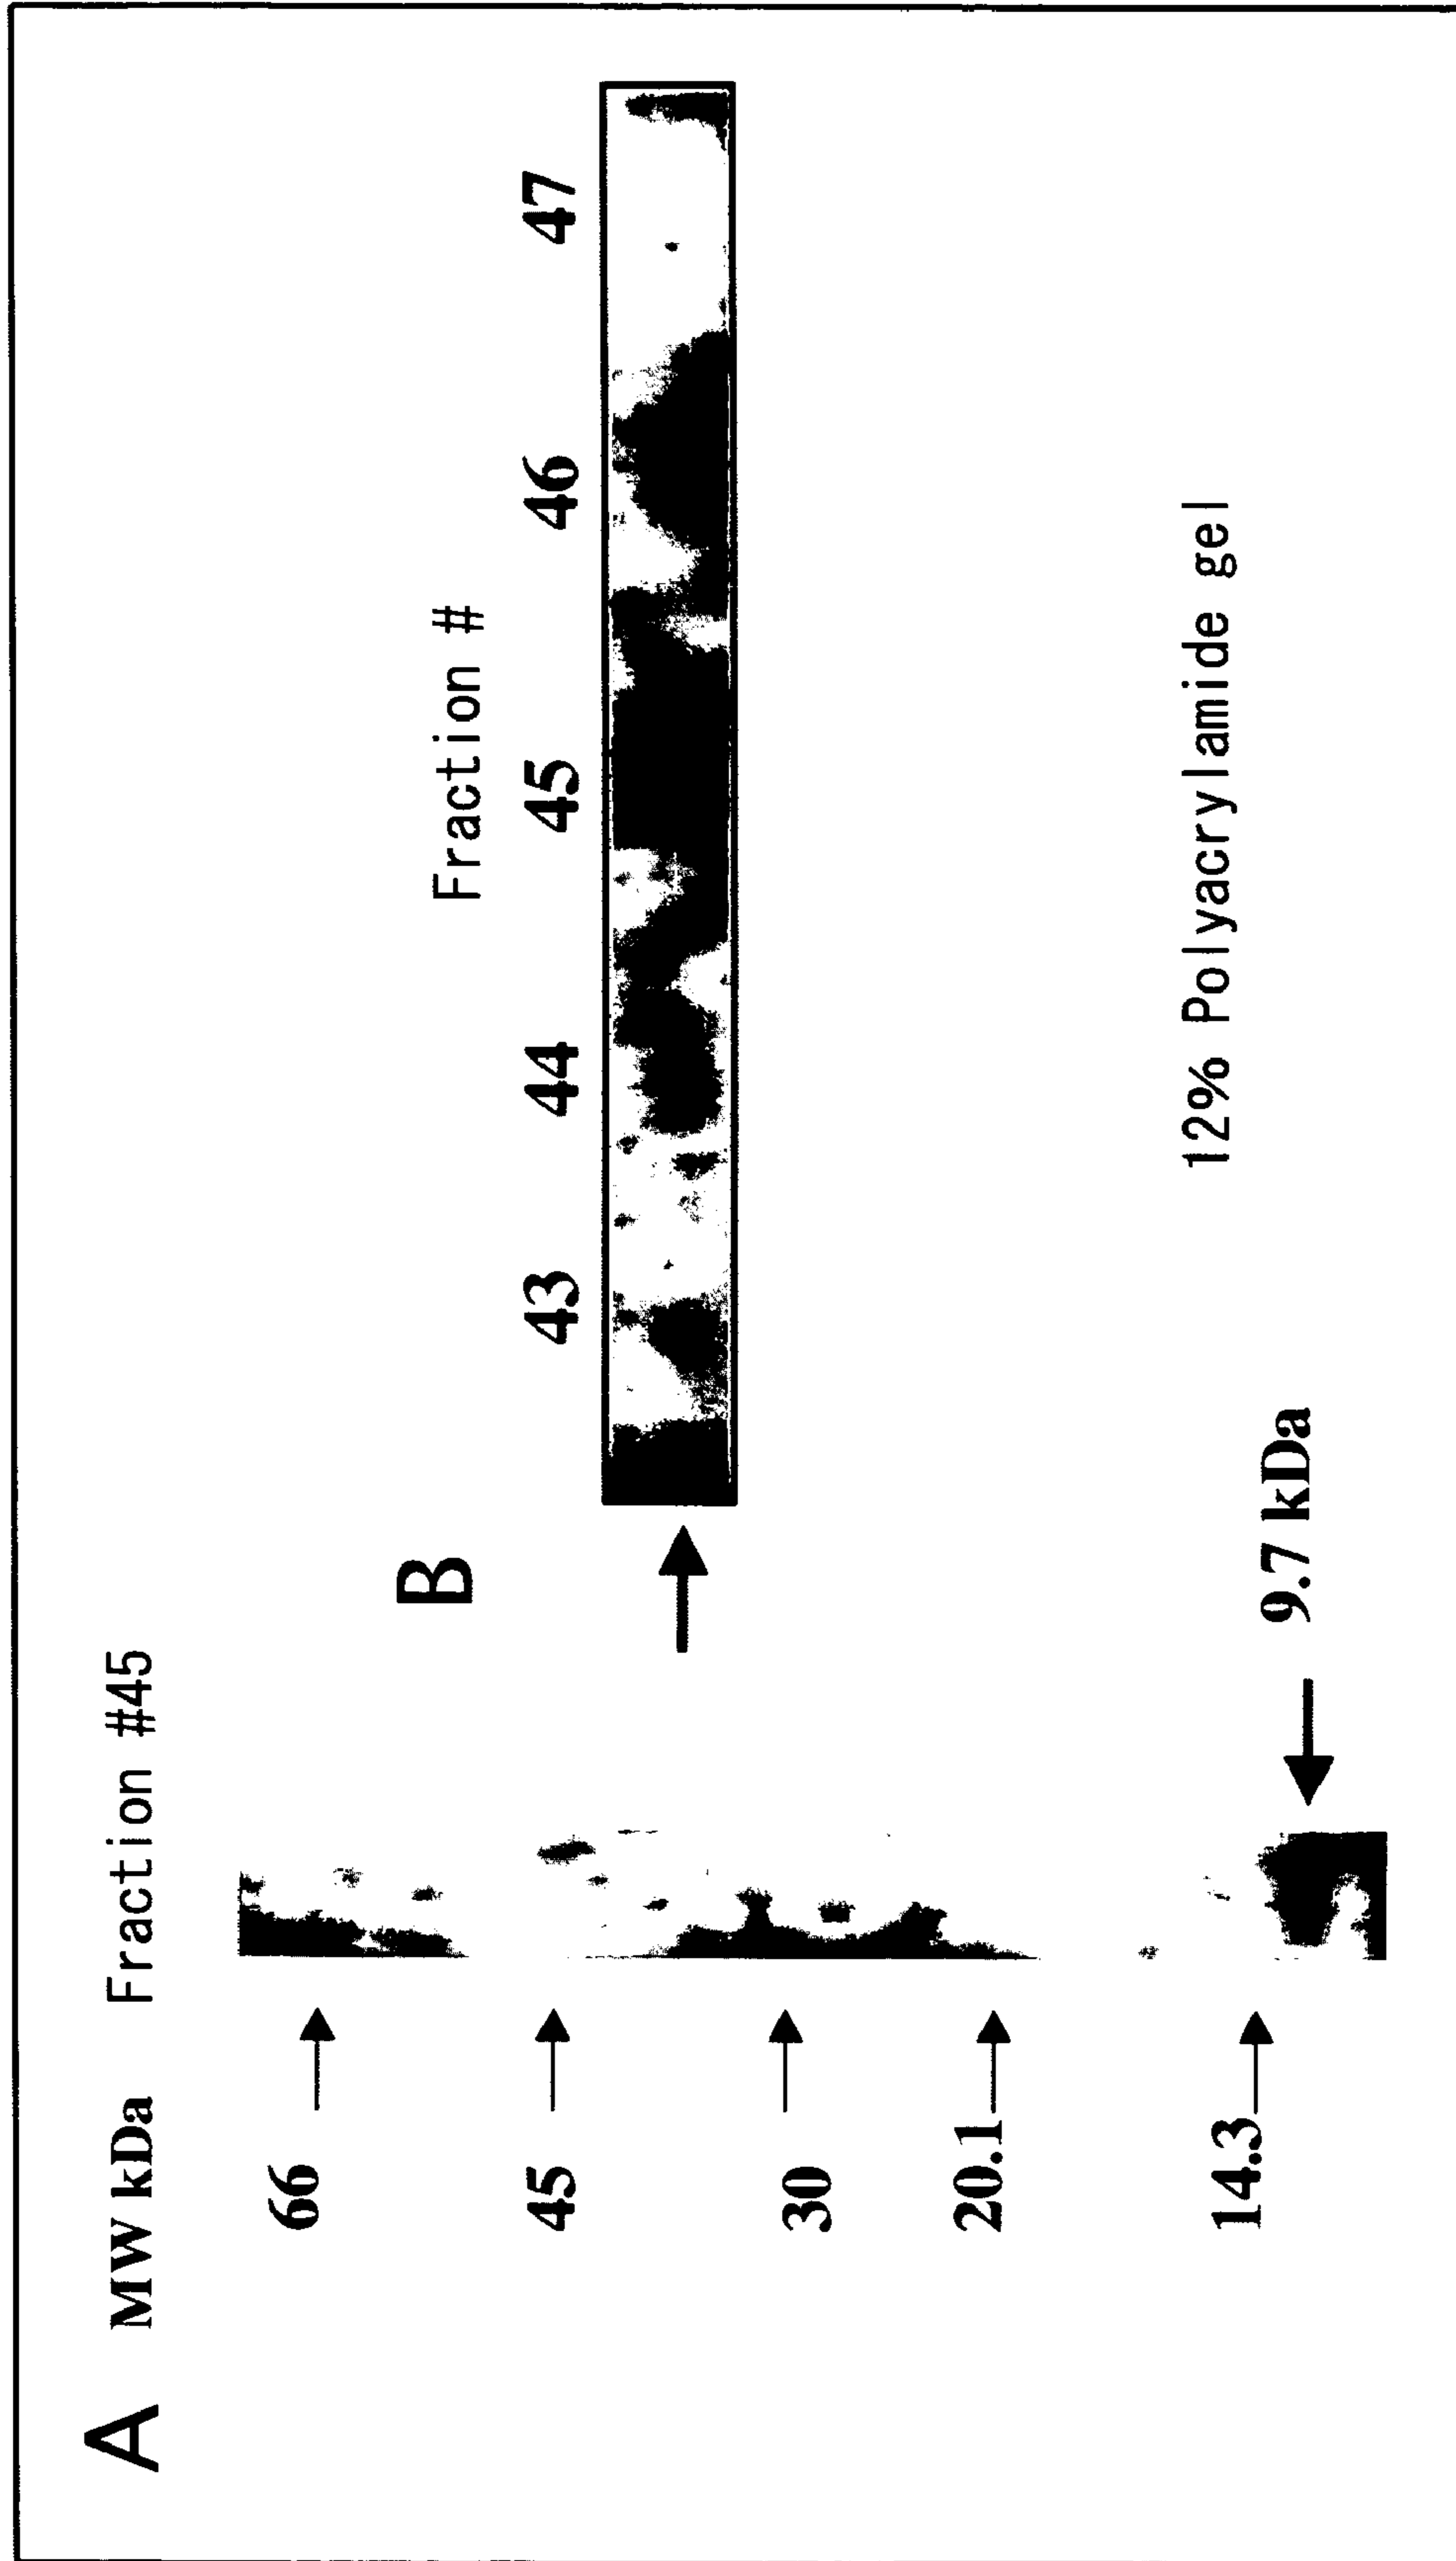 A MW kDa Fraction #45
66
45
30
20.1
14.3
9.7 kDa
B
Fraction #
43 44 45 46 47
12% Polyacrylamide gel